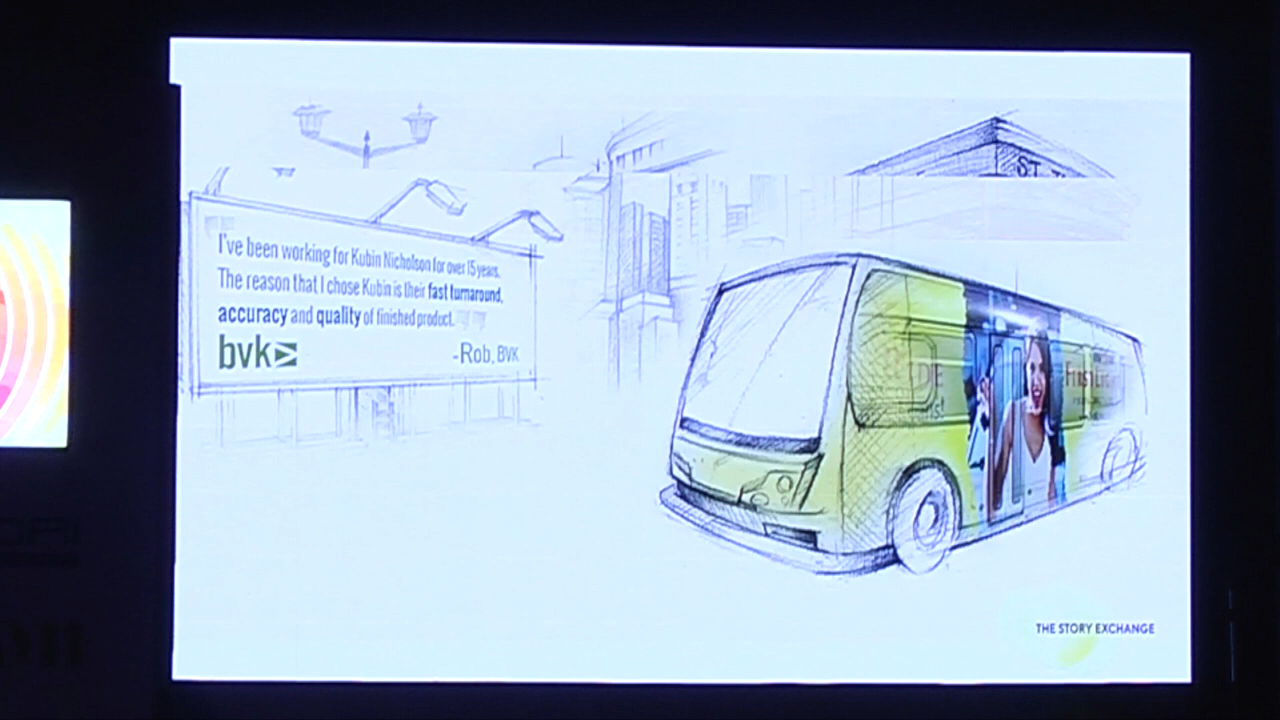 I've been working for Kubin Nicholson for over 15 years.
The reason that I chose Kubin is their fast turnaround,
accuracy and quality of finished product.
bvk
-Rob, BVK
ST
THE STORY EXCHANGE